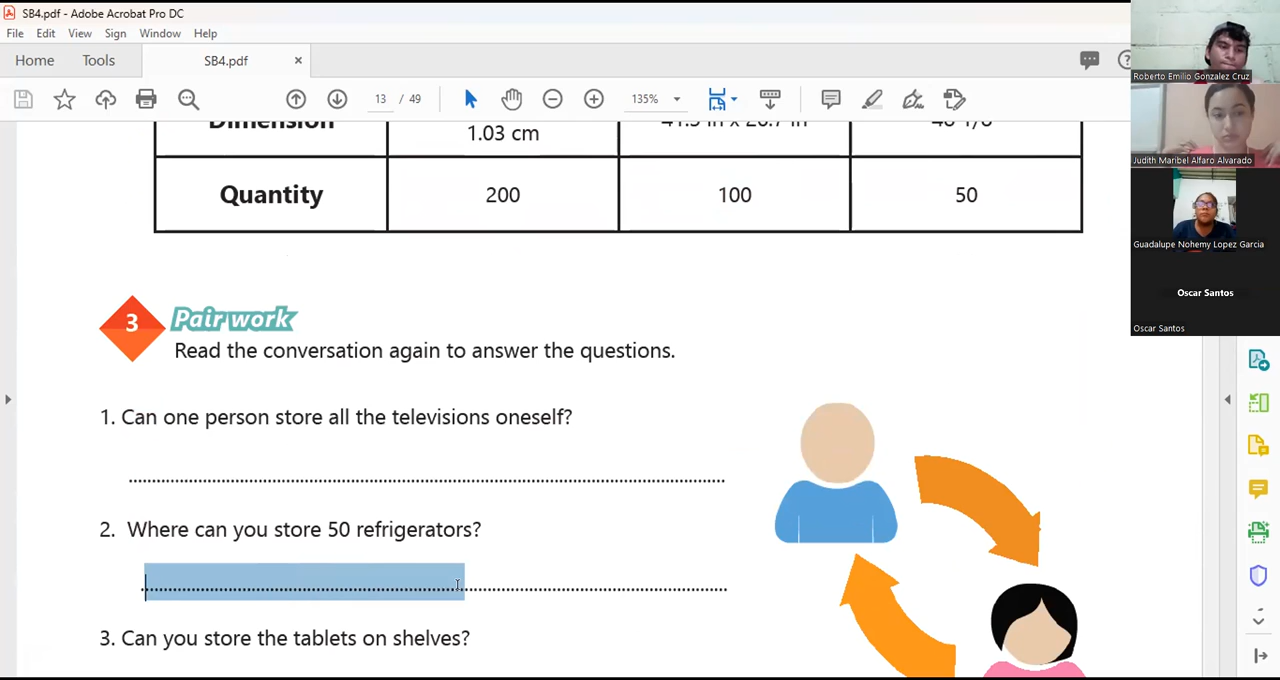 SB4.pdf - Adobe Acrobat Pro DC
File Edit View Sign Window Help
Home Tools SB4.pdf ×
13 / 49 135%
Dimension 1.03 cm
Quantity 200 100 50
3 Pair work
Read the conversation again to answer the questions.
1. Can one person store all the televisions oneself?
2. Where can you store 50 refrigerators?
3. Can you store the tablets on shelves?
Roberto Emilio Gonzalez Cruz
Judith Maribel Alfaro Alvarado
Guadalupe Nohemy Lopez Garcia
Oscar Santos
Oscar Santos